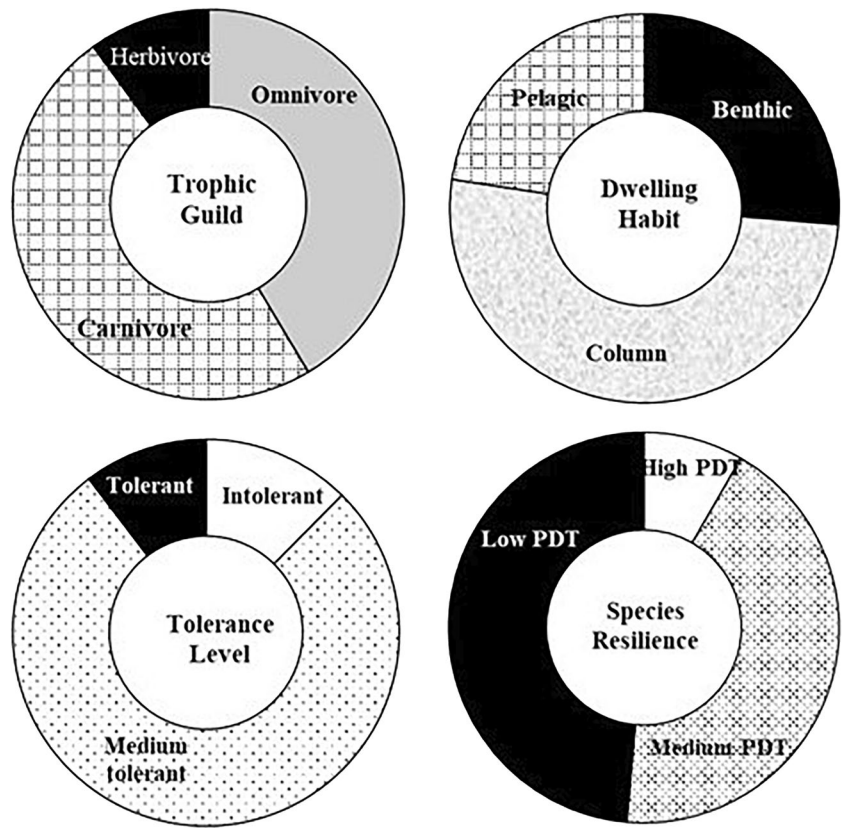 Herbivore
Omnivore
Trophic
Guild
Carnivore
Pelagic
Benthic
Dwelling
Habit
Column
Tolerant
Intolerant
Tolerance
Level
Medium
tolerant
High PDT
Low PDT
Species
Resilience
Medium PDT